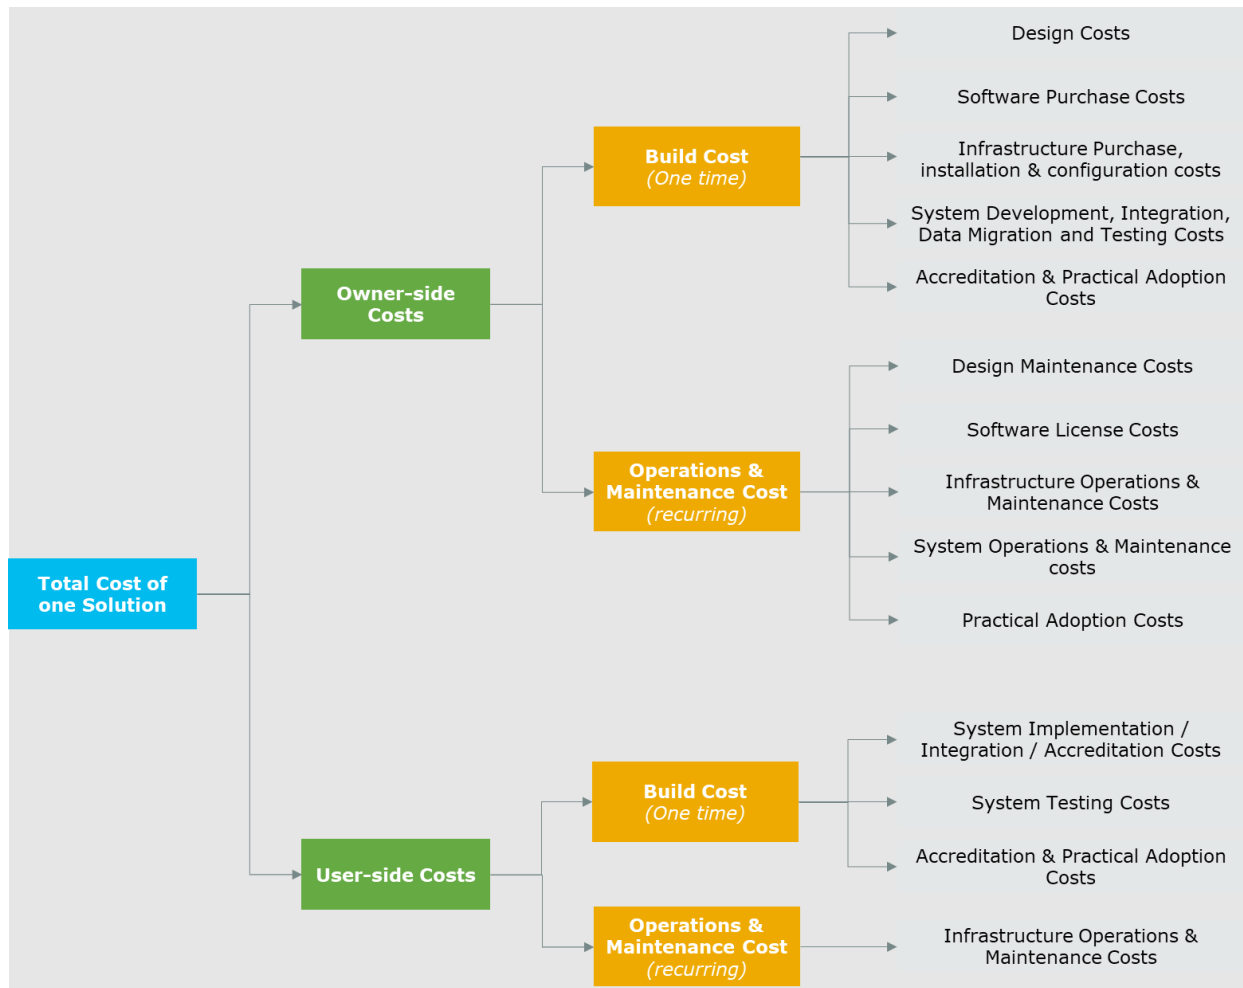 Design Costs
Software Purchase Costs
Build Cost
(One time)
Infrastructure Purchase,
installation & configuration costs
System Development, Integration,
Data Migration and Testing Costs
Accreditation & Practical Adoption
Costs
Owner-side
Costs
Design Maintenance Costs
Software License Costs
Operations &
Maintenance Cost
(recurring)
Infrastructure Operations &
Maintenance Costs
System Operations & Maintenance
costs
Practical Adoption Costs
Total Cost of
one Solution
System Implementation /
Integration / Accreditation Costs
Build Cost
(One time)
System Testing Costs
Accreditation & Practical Adoption
Costs
User-side Costs
Operations &
Maintenance Cost
(recurring)
Infrastructure Operations &
Maintenance Costs